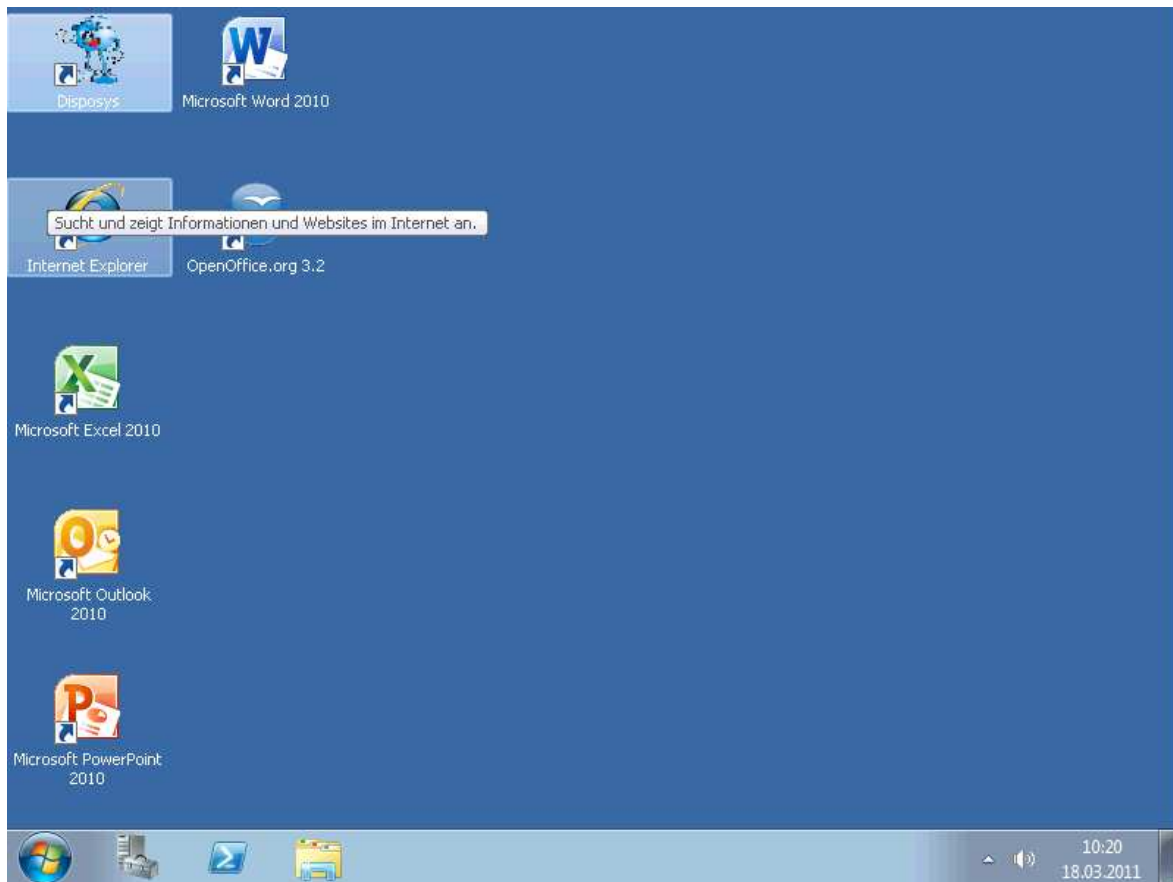 Disposys
Microsoft Word 2010
Sucht und zeigt Informationen und Websites im Internet an.
Internet Explorer
OpenOffice.org 3.2
Microsoft Excel 2010
Microsoft Outlook
2010
Microsoft PowerPoint
2010
10:20
18.03.2011